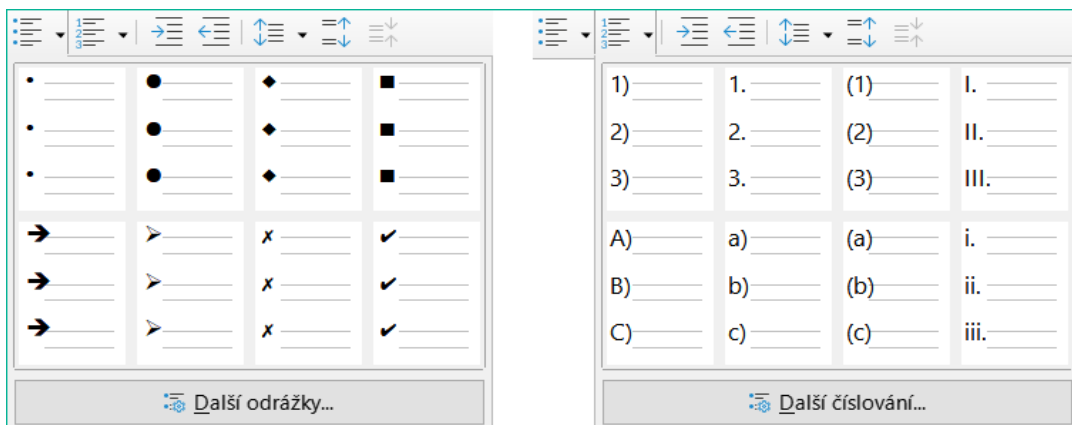 • ● ◆ ■
• ● ◆ ■
• ● ◆ ■
➔ ➢ ✗ ✔
➔ ➢ ✗ ✔
➔ ➢ ✗ ✔
Další odrážky...
1) 1. (1) I.
2) 2. (2) II.
3) 3. (3) III.
A) a) (a) i.
B) b) (b) ii.
C) c) (c) iii.
Další číslování...